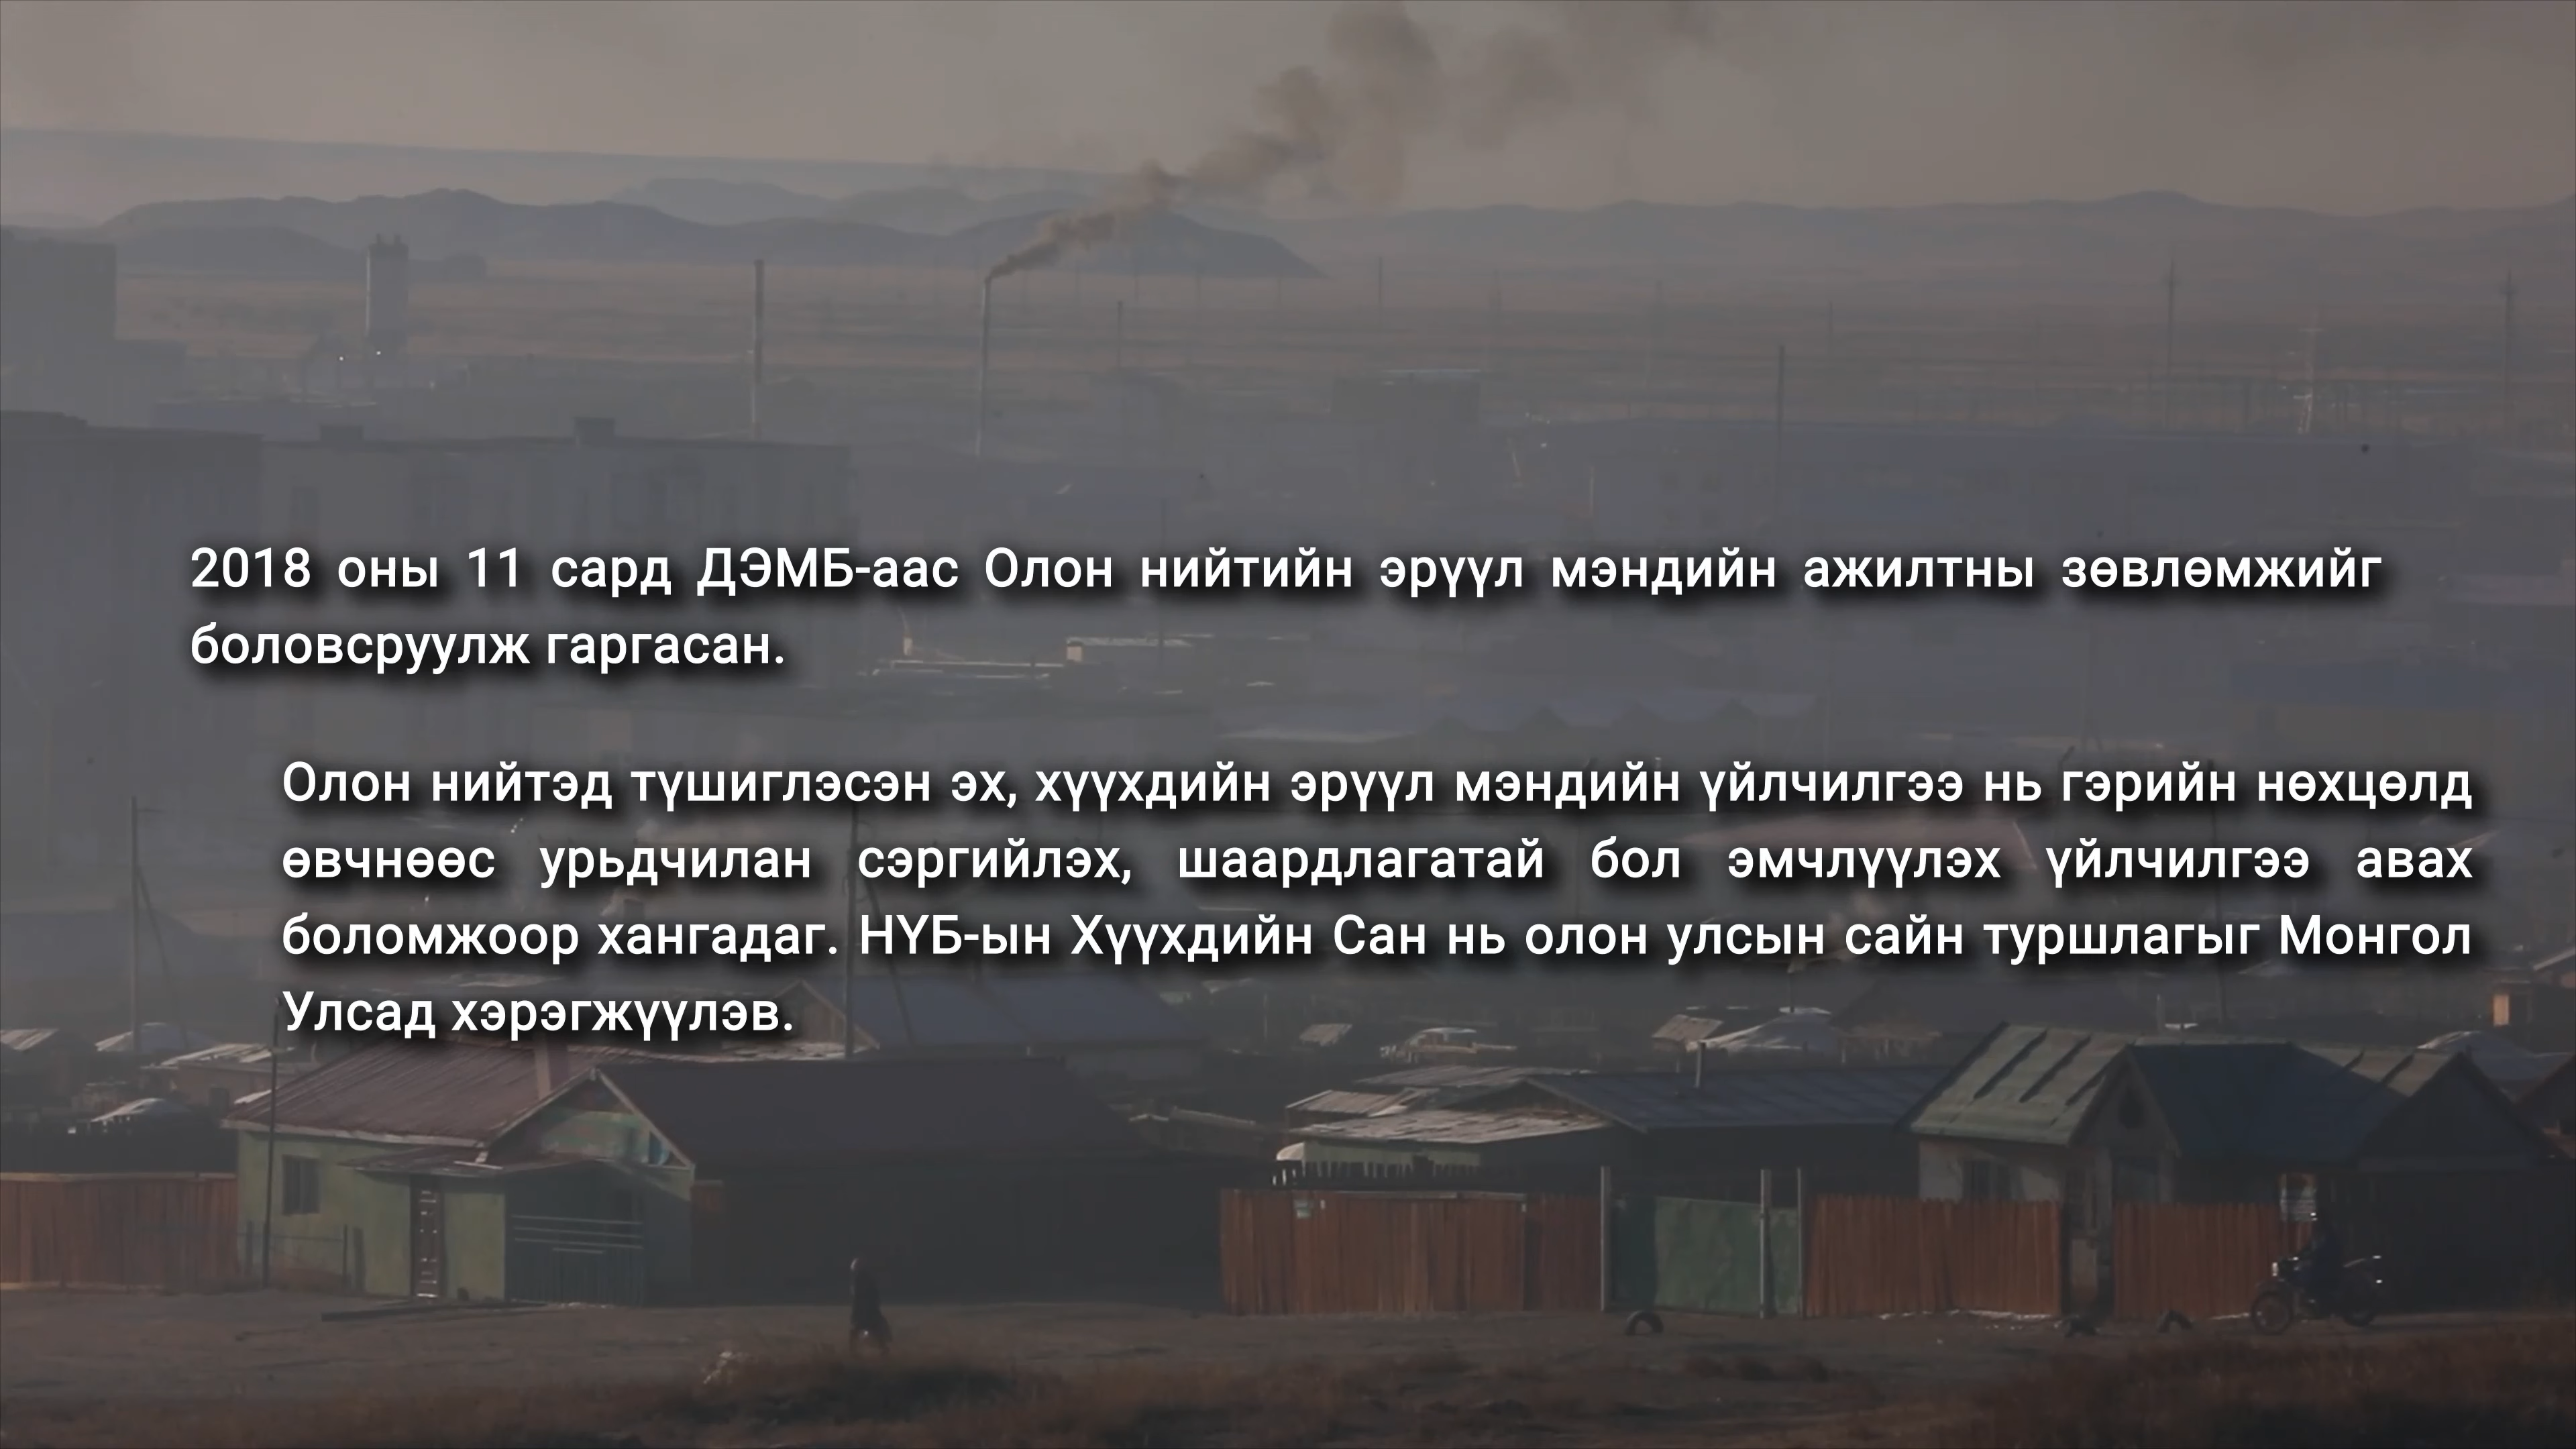 2018 оны 11 сард ДЭМБ-аас Олон нийтийн эрүүл мэндийн ажилтны зөвлөмжийг
боловсруулж гаргасан.
Олон нийтэд түшиглэсэн эх, хүүхдийн эрүүл мэндийн үйлчилгээ нь гэрийн нөхцөлд
өвчнөөс урьдчилан сэргийлэх, шаардлагатай бол эмчлүүлэх үйлчилгээ авах
боломжоор хангадаг. НҮБ-ын Хүүхдийн Сан нь олон улсын сайн туршлагыг Монгол
Улсад хэрэгжүүлэв.